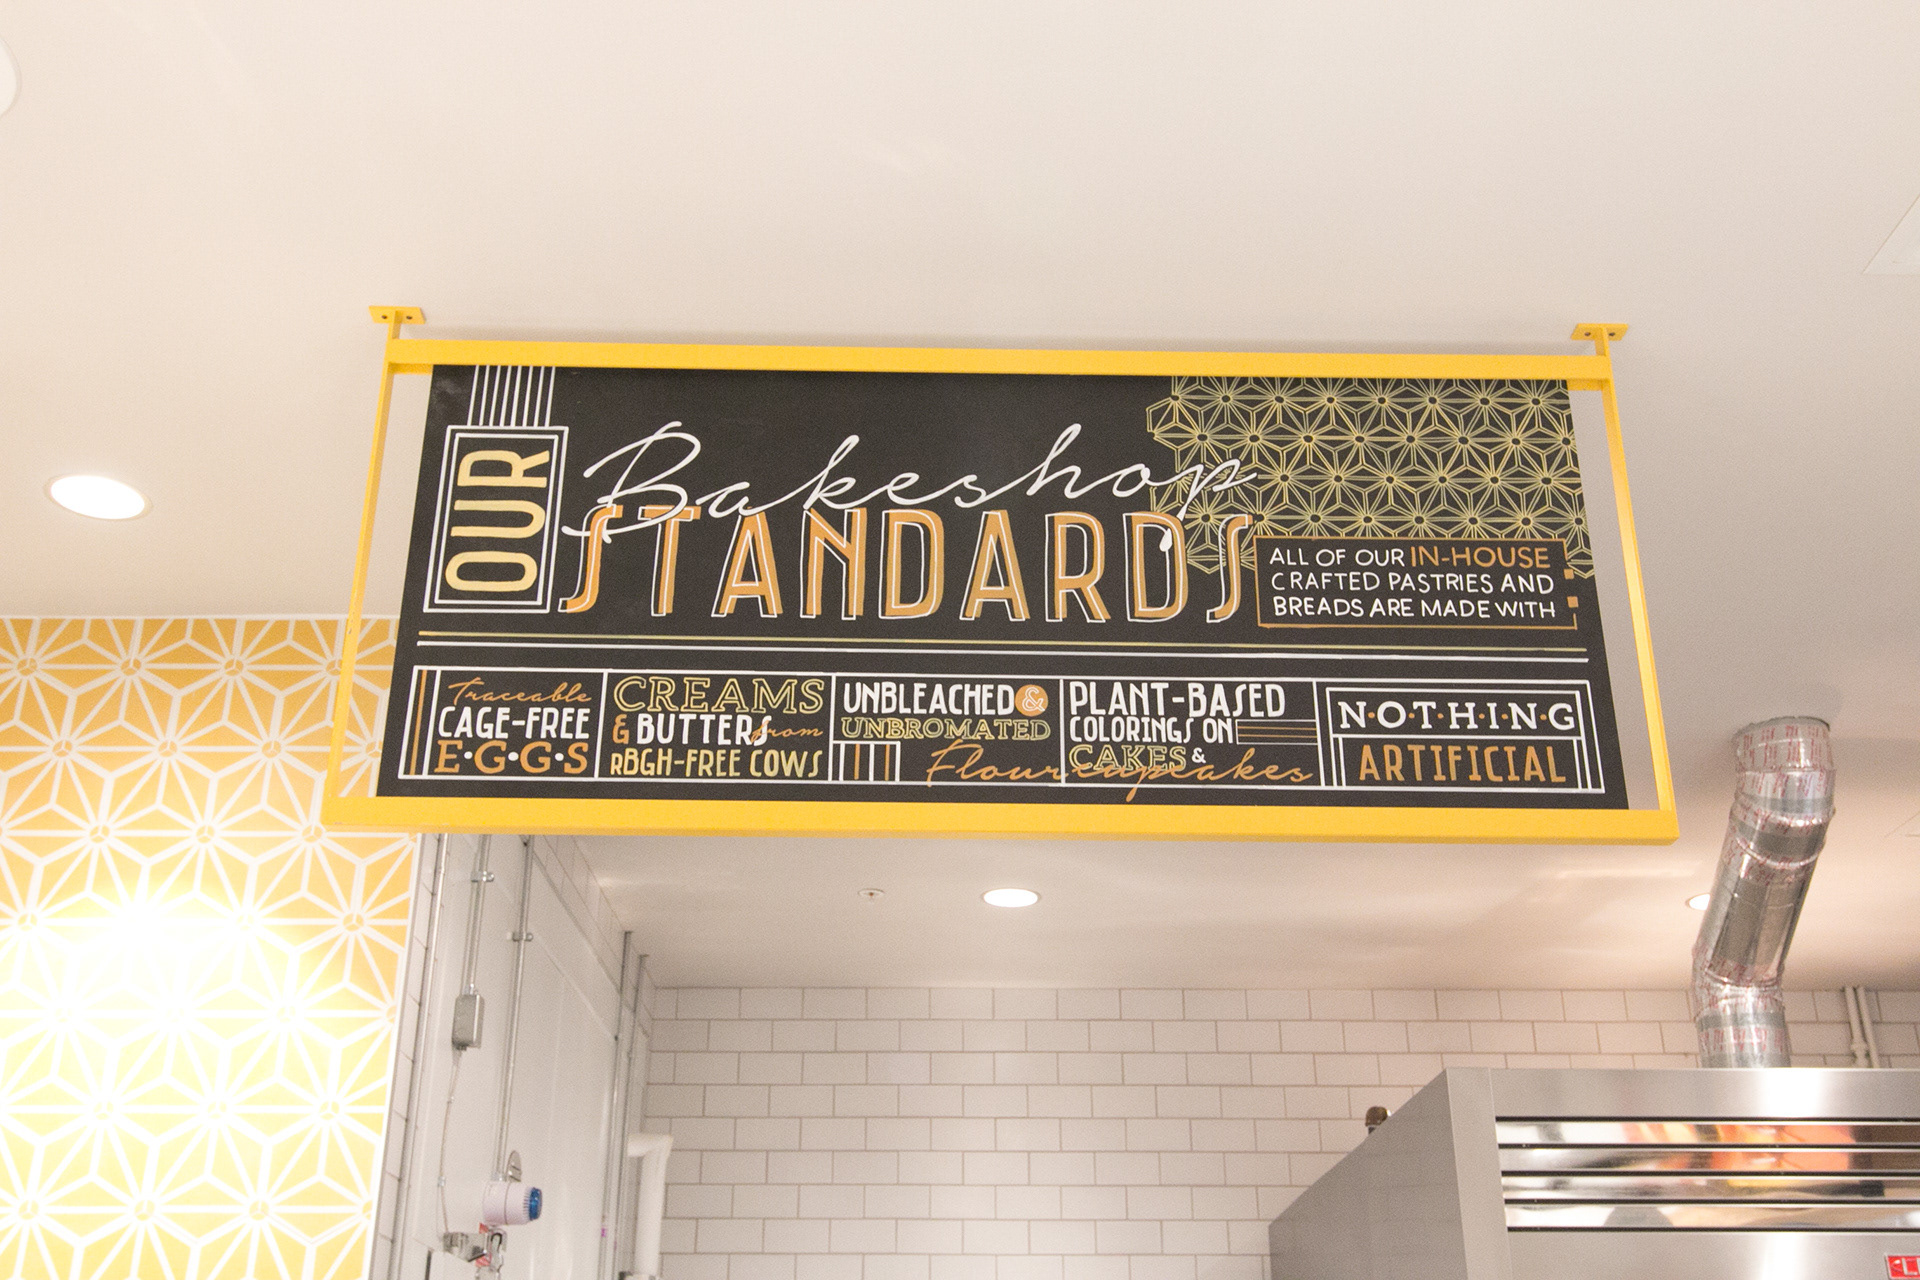 OUR
Bakeshop
STANDARDS
ALL OF OUR IN-HOUSE
CRAFTED PASTRIES AND
BREADS ARE MADE WITH
Traceable
CAGE-FREE
E·G·G·S
CREAMS
& BUTTERS from
RBGH-FREE COWS
UNBLEACHED &
UNBROMATED
Flour
PLANT-BASED
COLORINGS ON
CAKES &
cupcakes
N·O·T·H·I·N·G
ARTIFICIAL